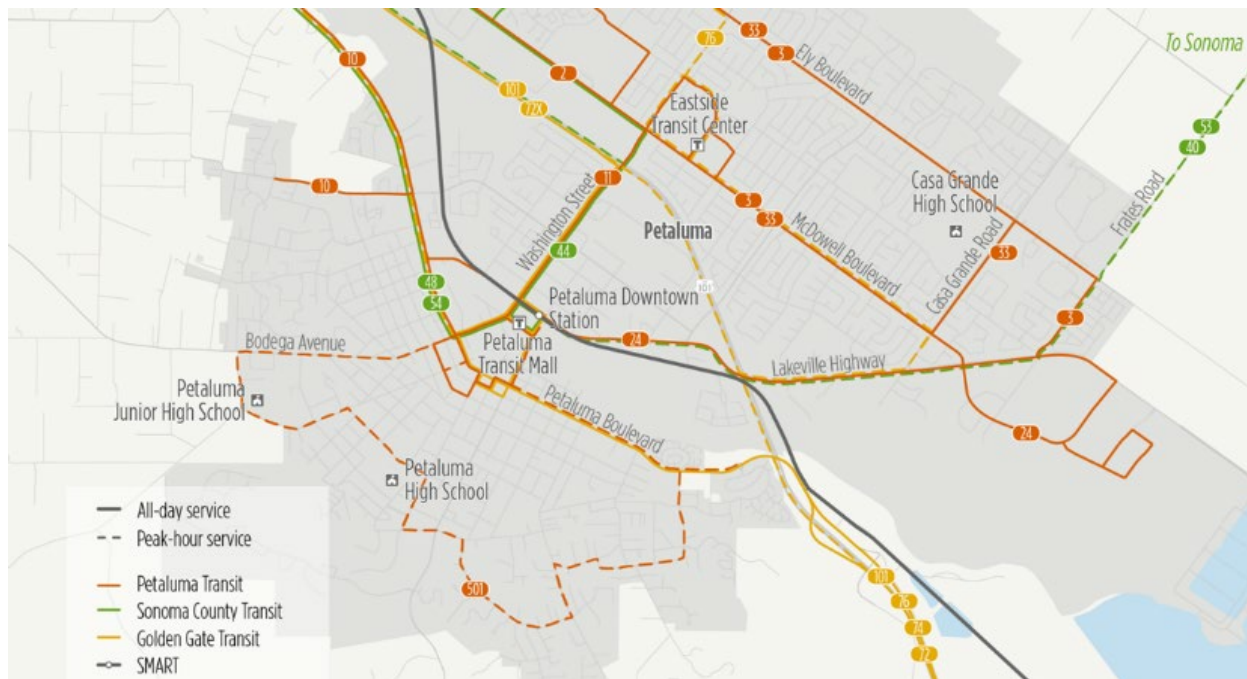 33
3
Ely Boulevard
To Sonoma
76
10
2
101
72X
Eastside
Transit Center
T
53
40
Frates Road
10
11
Washington Street
Casa Grande
High School
3
33
McDowell Boulevard
Petaluma
Casa Grande Road
33
44
101
48
54
Petaluma Downtown
Station
T
Petaluma
Transit Mall
24
3
Bodega Avenue
Lakeville Highway
Petaluma
Junior High School
Petaluma Boulevard
24
Petaluma
High School
All-day service
Peak-hour service
Petaluma Transit
Sonoma County Transit
Golden Gate Transit
SMART
501
101
76
74
72